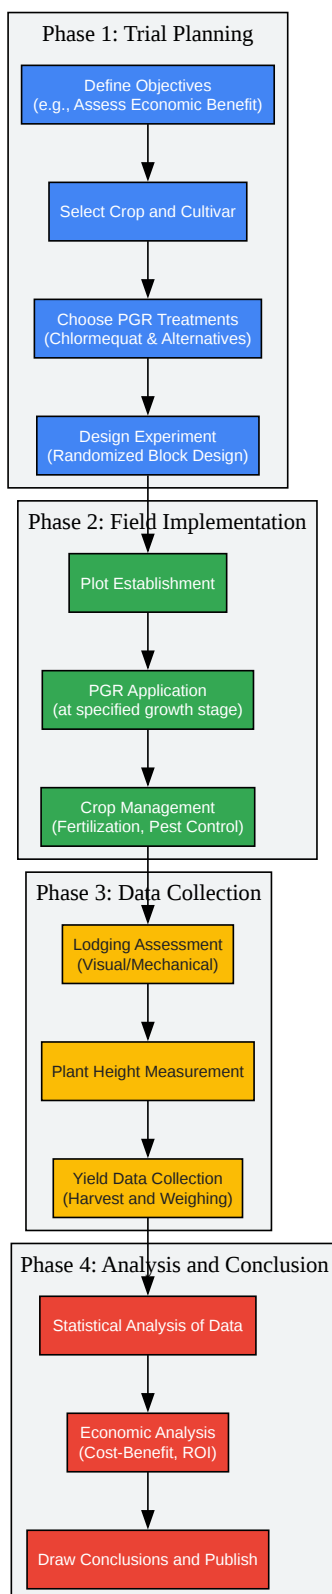 Phase 1: Trial Planning
Define Objectives
(e.g., Assess Economic Benefit)
Select Crop and Cultivar
Choose PGR Treatments
(Chlormequat & Alternatives)
Design Experiment
(Randomized Block Design)
Phase 2: Field Implementation
Plot Establishment
PGR Application
(at specified growth stage)
Crop Management
(Fertilization, Pest Control)
Phase 3: Data Collection
Lodging Assessment
(Visual/Mechanical)
Plant Height Measurement
Yield Data Collection
(Harvest and Weighing)
Phase 4: Analysis and Conclusion
Statistical Analysis of Data
Economic Analysis
(Cost-Benefit, ROI)
Draw Conclusions and Publish